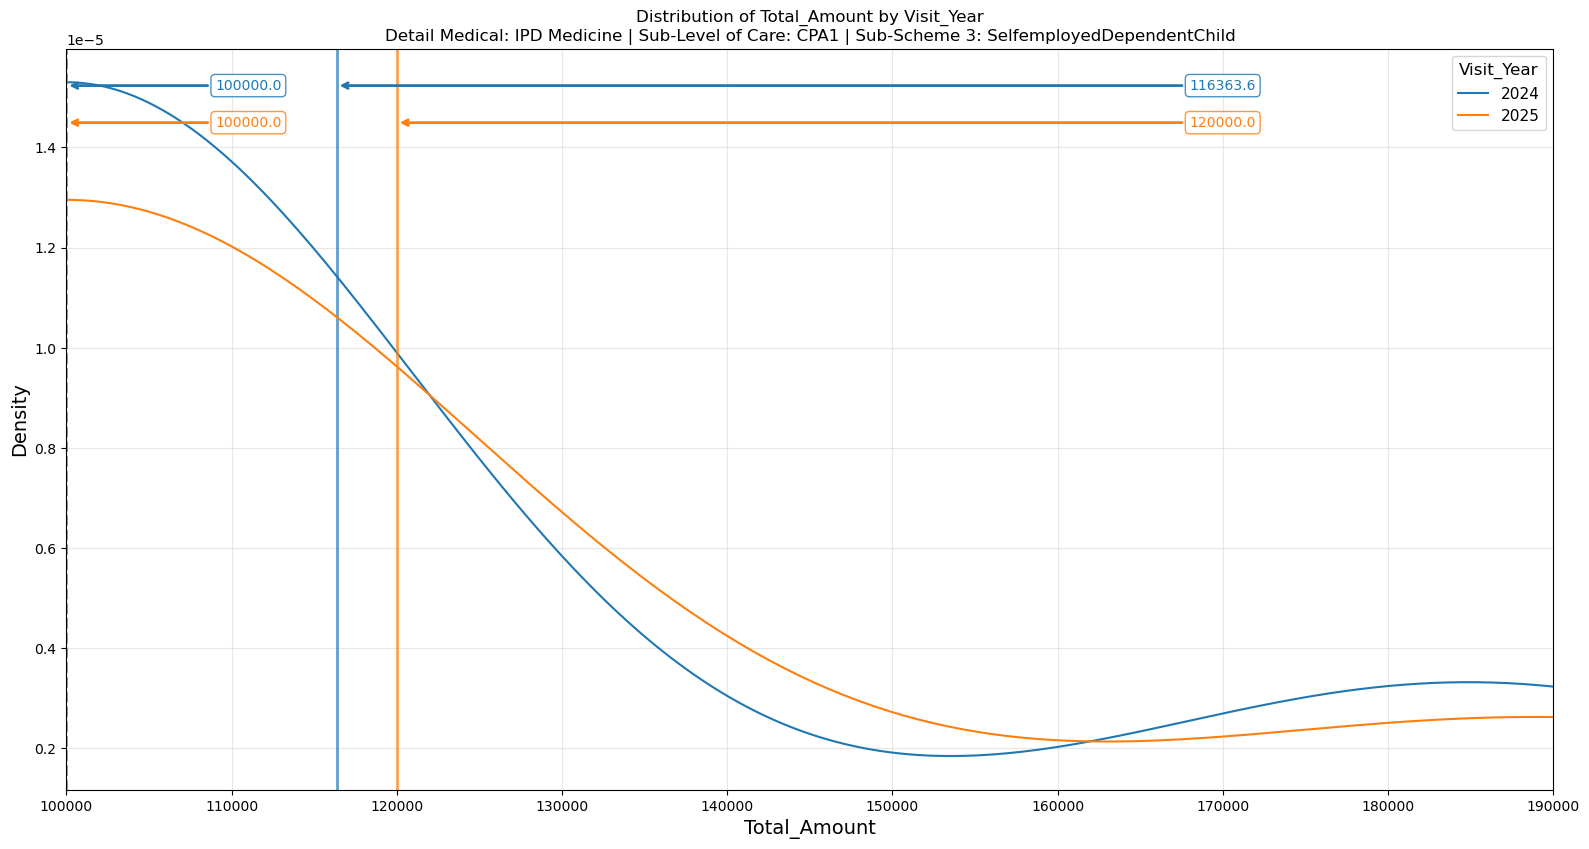 Distribution of Total_Amount by Visit_Year
Detail Medical: IPD Medicine | Sub-Level of Care: CPA1 | Sub-Scheme 3: SelfemployedDependentChild
1e−5
Visit_Year
2024
2025
100000.0
116363.6
100000.0
120000.0
1.4
1.2
1.0
0.8
0.6
0.4
0.2
Density
100000 110000 120000 130000 140000 150000 160000 170000 180000 190000
Total_Amount